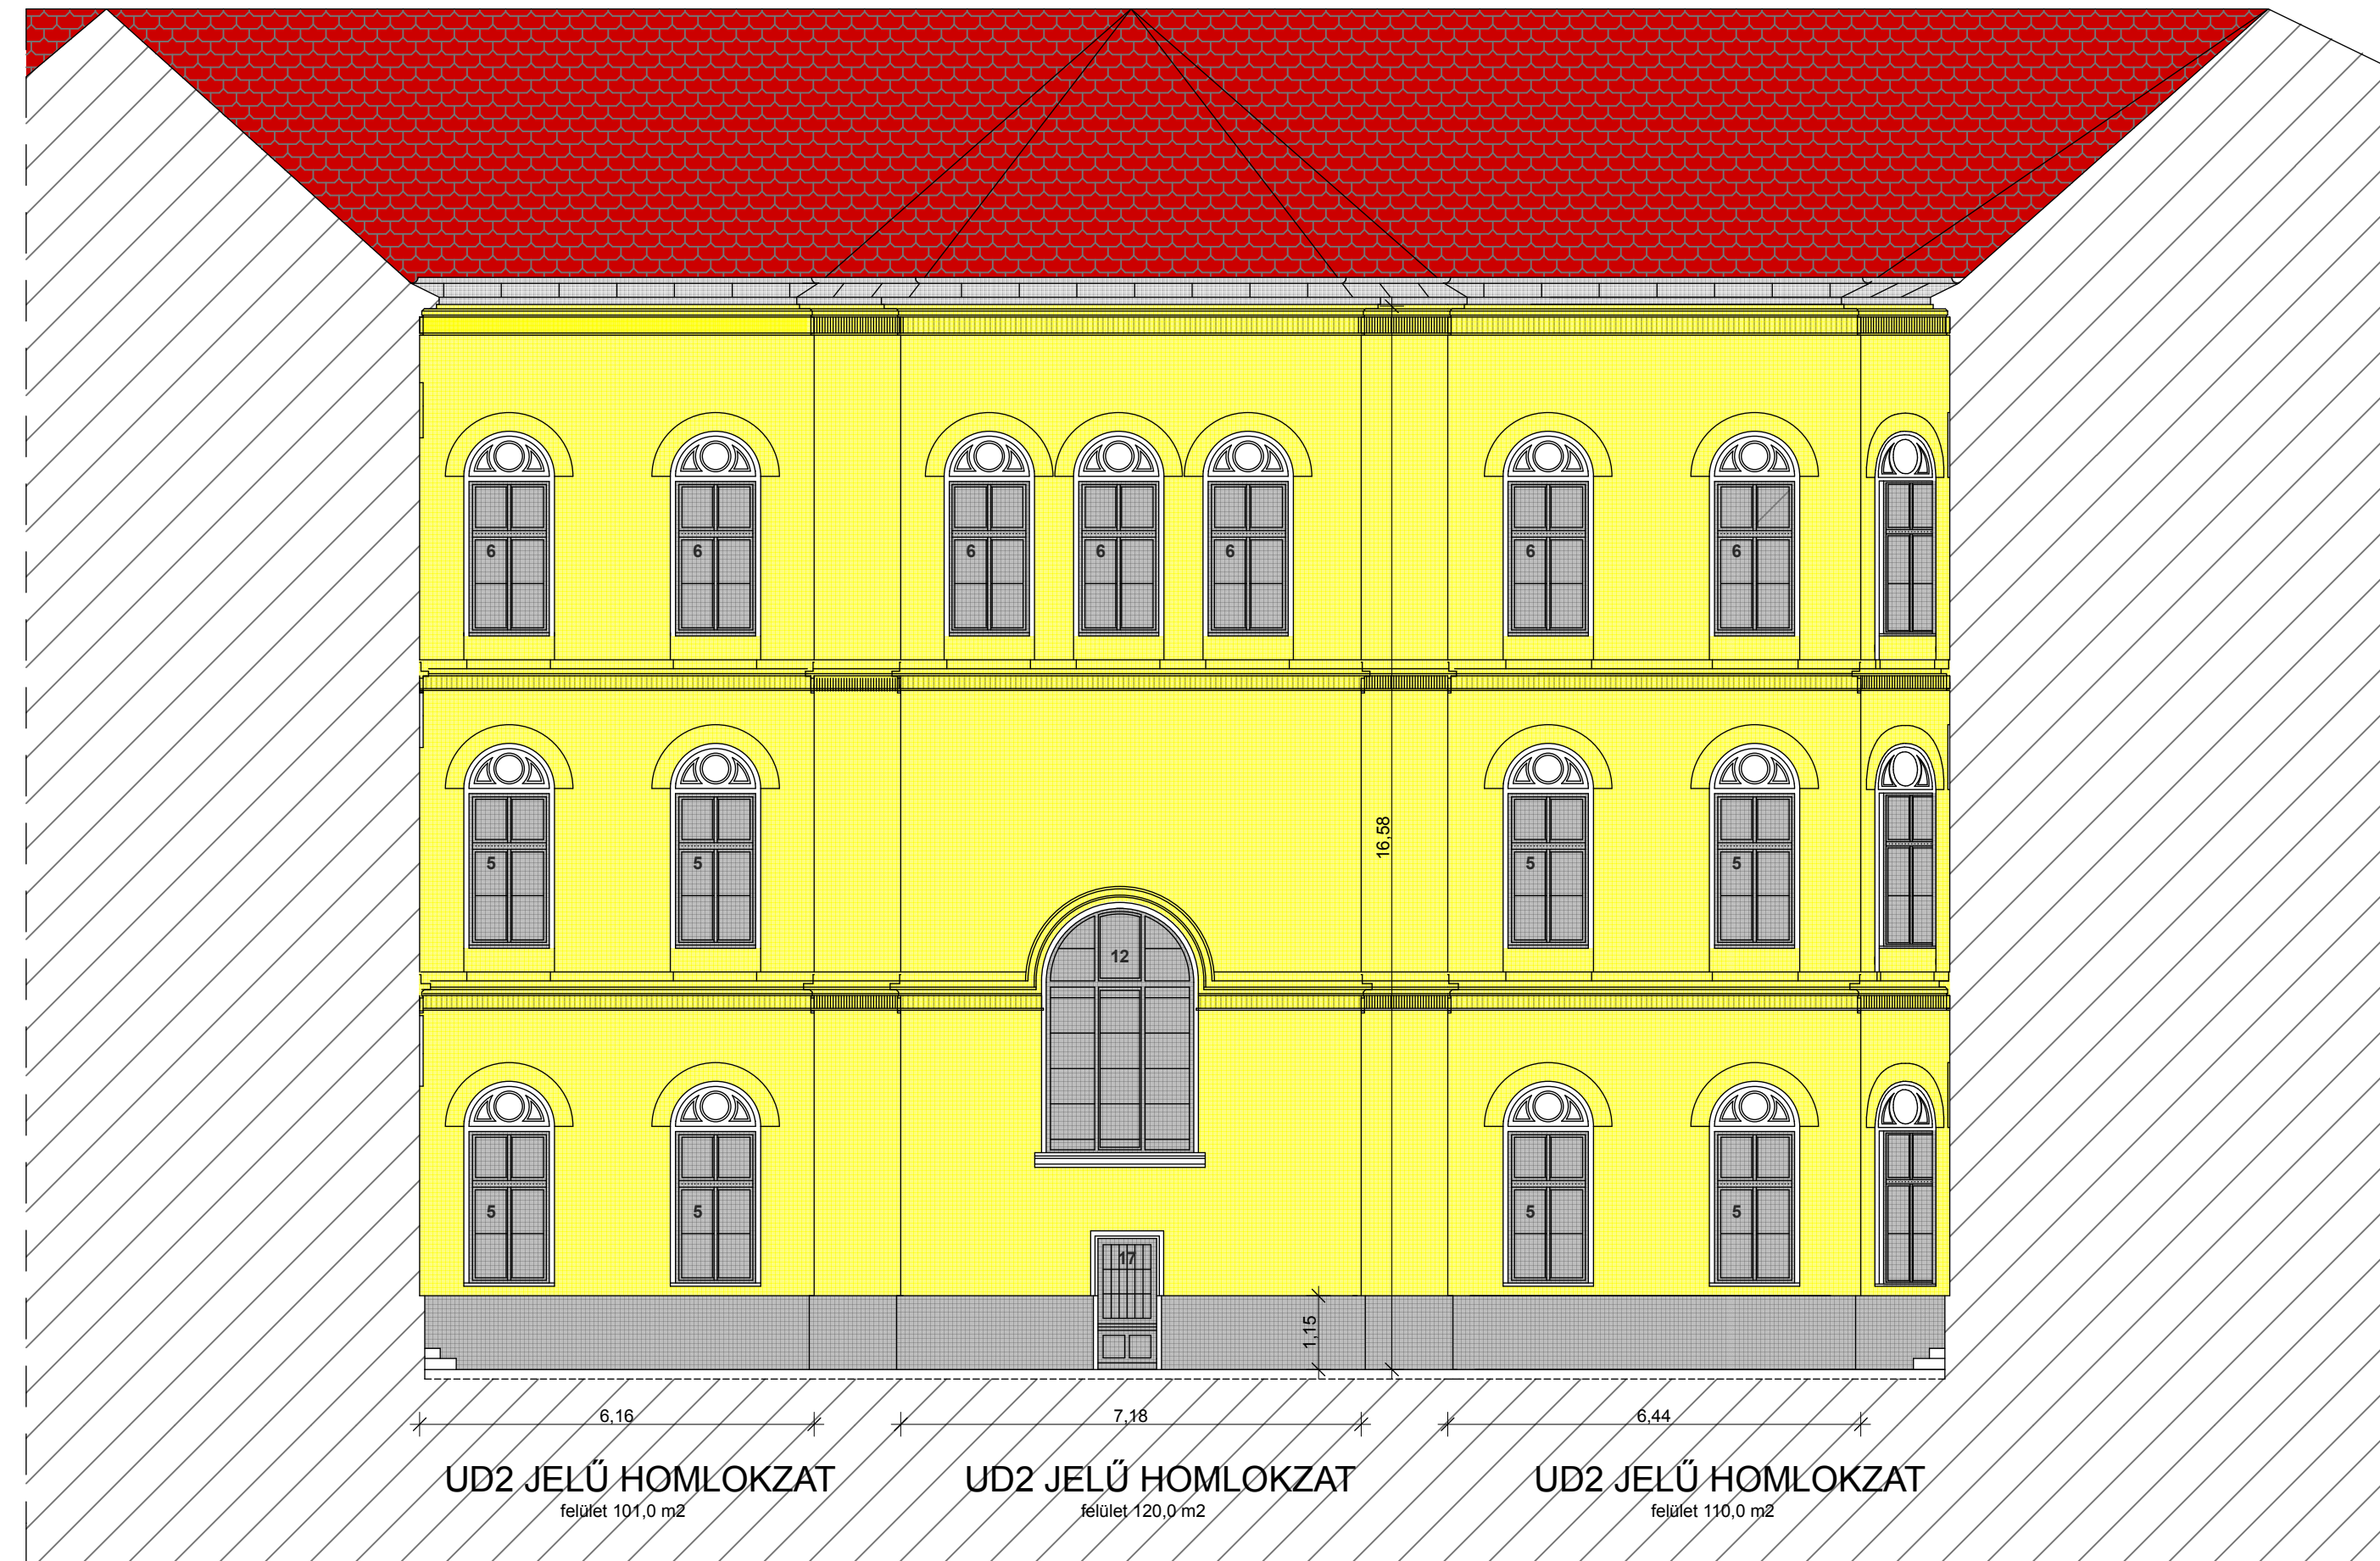 6 6 6 6 6 6 6
16,58
5 5 5 5
12
5 5 5 5
17
1,15
6,16 7,18 6,44
UD2 JELŰ HOMLOKZAT
felület 101,0 m2
UD2 JELŰ HOMLOKZAT
felület 120,0 m2
UD2 JELŰ HOMLOKZAT
felület 110,0 m2